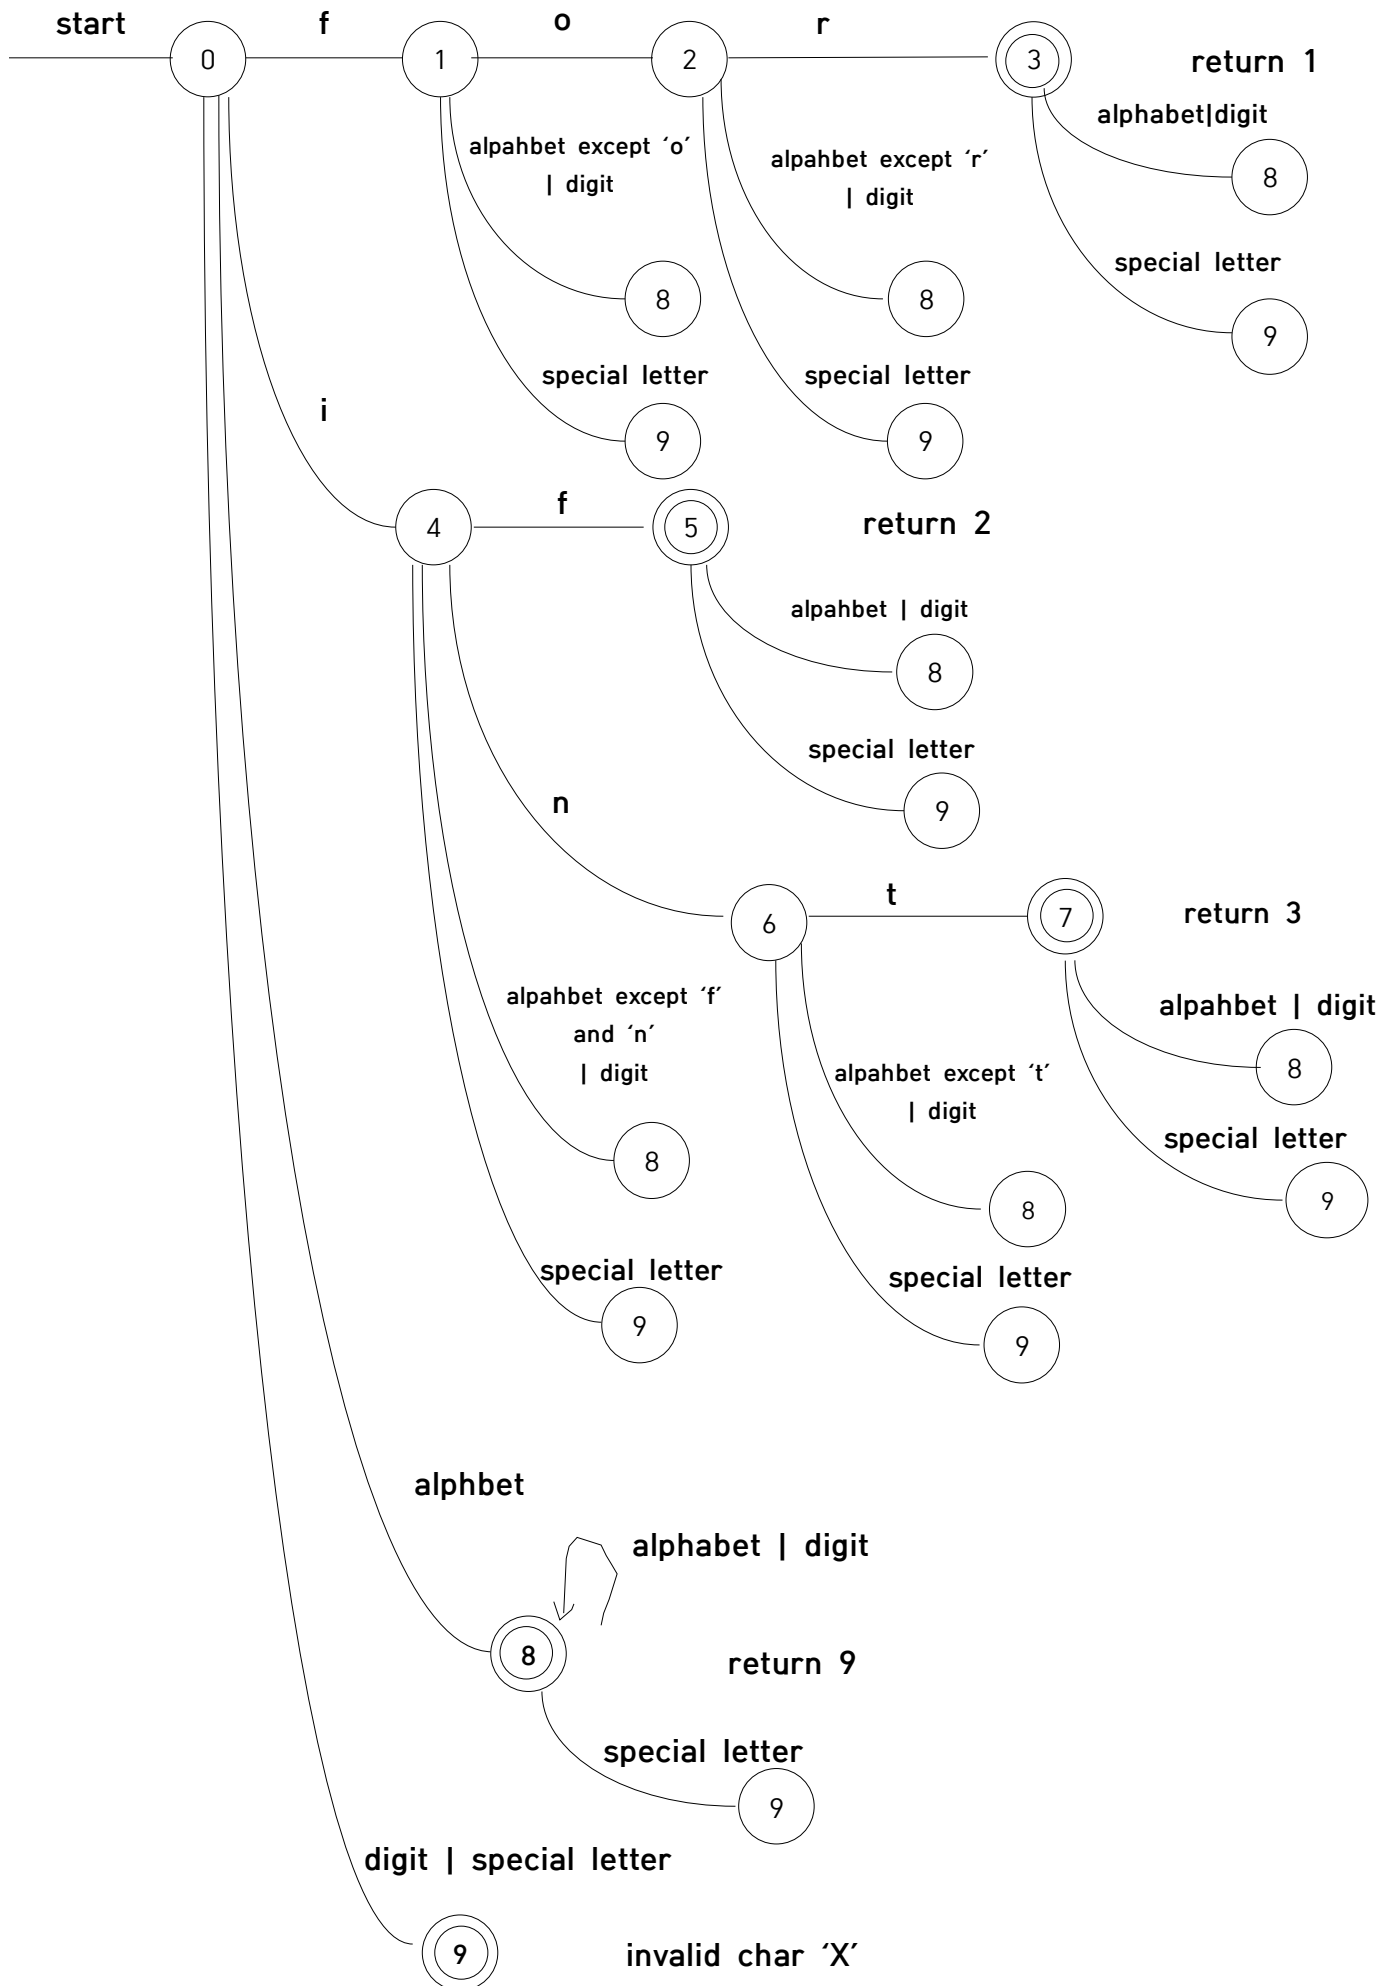 start f o r
0 1 2 3 return 1
alphabet|digit
alpahbet except ‘o’
| digit
alpahbet except ‘r’
| digit
8
special letter
8 8
9
special letter special letter
i
9 9
f
4 5 return 2
alpahbet | digit
8
special letter
n
9
t
6 7 return 3
alpahbet except ‘f’
and ‘n’
| digit
alpahbet | digit
8
alpahbet except ‘t’
| digit
special letter
8
9
8
special letter
special letter
9
9
alphbet
alphabet | digit
8
return 9
special letter
9
digit | special letter
9 invalid char ‘X’